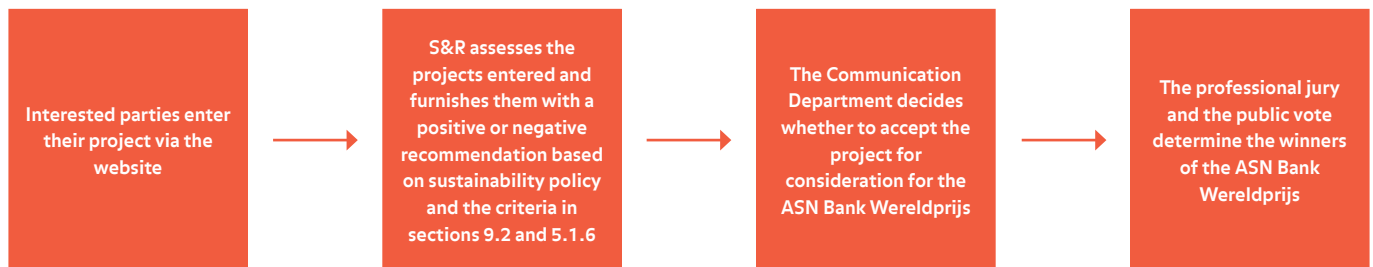 Interested parties enter
their project via the
website
S&R assesses the
projects entered and
furnishes them with a
positive or negative
recommendation based
on sustainability policy
and the criteria in
sections 9.2 and 5.1.6
The Communication
Department decides
whether to accept the
project for
consideration for the
ASN Bank Wereldprijs
The professional jury
and the public vote
determine the winners
of the ASN Bank
Wereldprijs